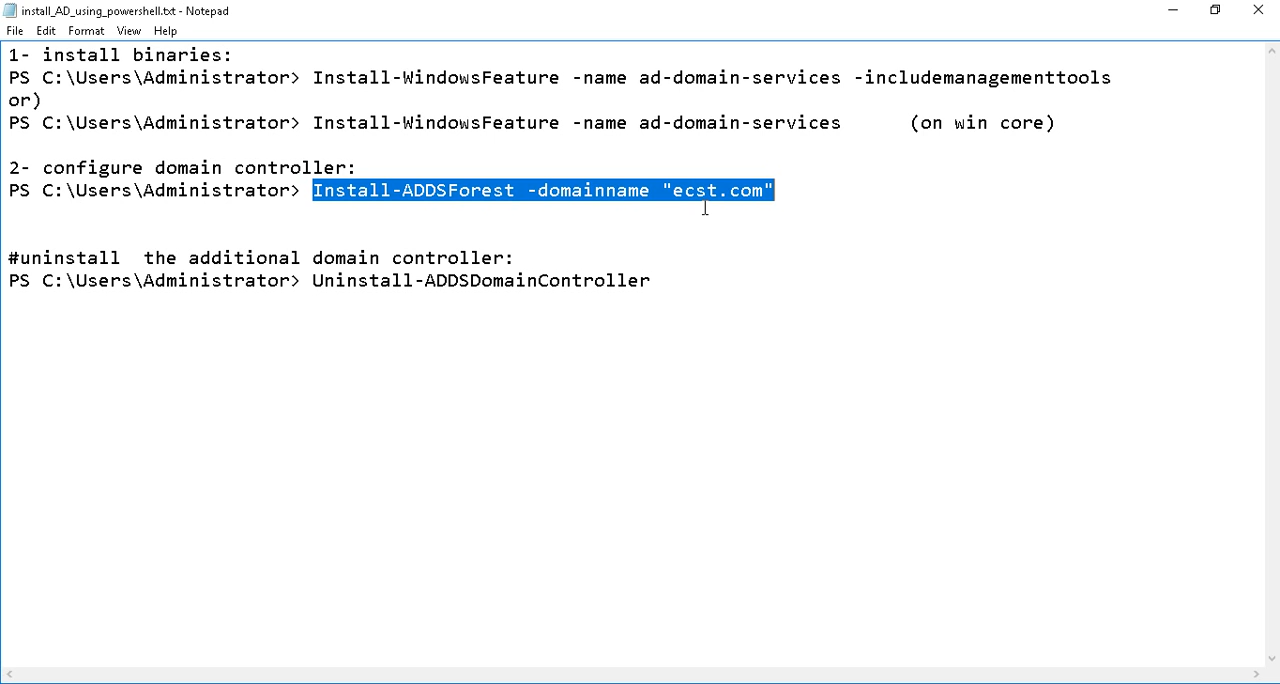 install_AD_using_powershell.txt - Notepad
File Edit Format View Help
1- install binaries:
PS C:\Users\Administrator> Install-WindowsFeature -name ad-domain-services -includemanagementtools
or)
PS C:\Users\Administrator> Install-WindowsFeature -name ad-domain-services (on win core)
2- configure domain controller:
PS C:\Users\Administrator> Install-ADDSForest -domainname "ecst.com"
#uninstall the additional domain controller:
PS C:\Users\Administrator> Uninstall-ADDSDomainController